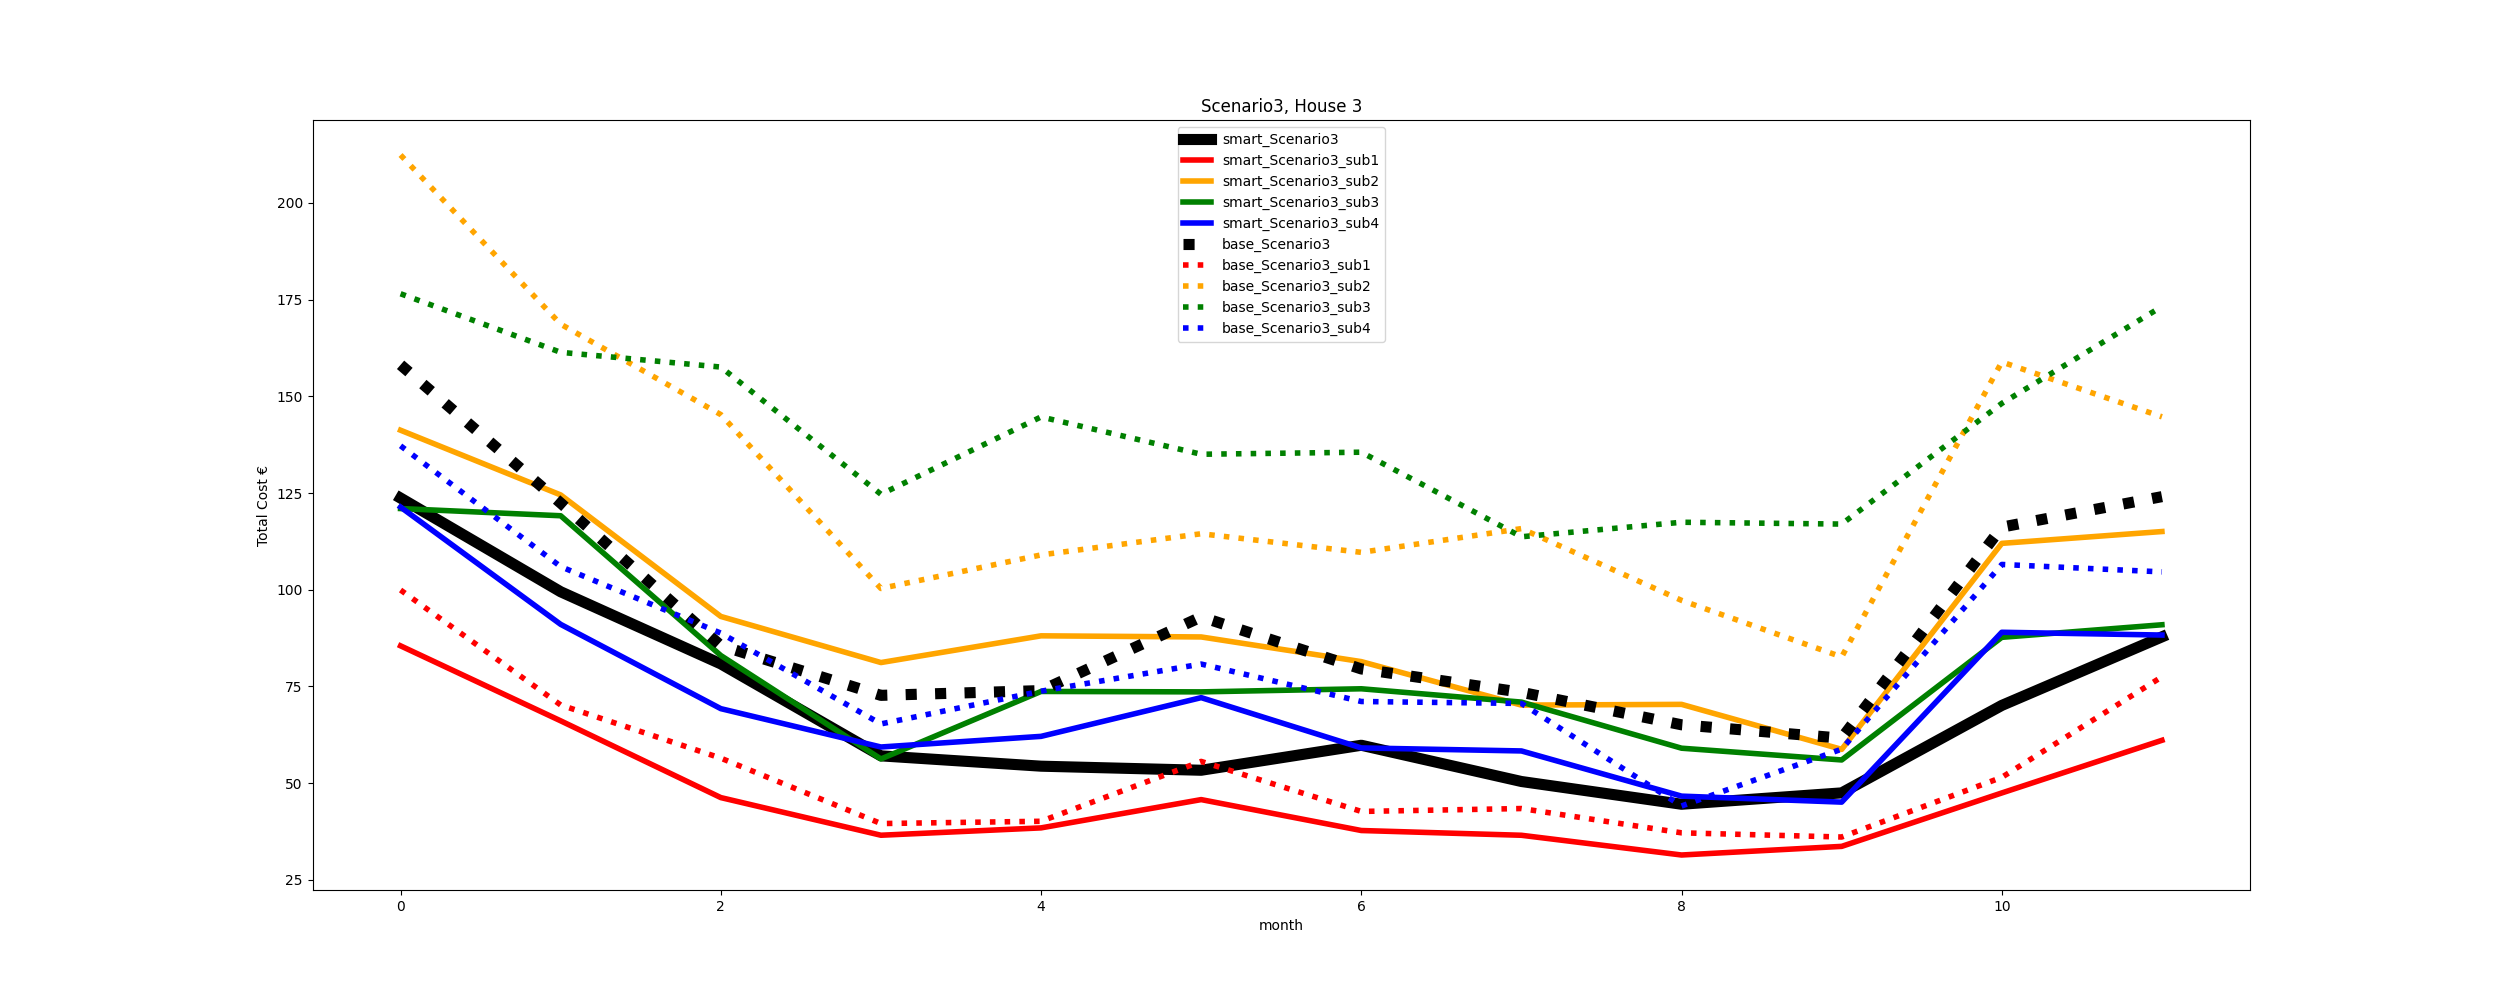 Scenario3, House 3
smart_Scenario3
smart_Scenario3_sub1
smart_Scenario3_sub2
smart_Scenario3_sub3
smart_Scenario3_sub4
base_Scenario3
base_Scenario3_sub1
base_Scenario3_sub2
base_Scenario3_sub3
base_Scenario3_sub4
Total Cost €
200
175
150
125
100
75
50
25
0 2 4 6 8 10
month